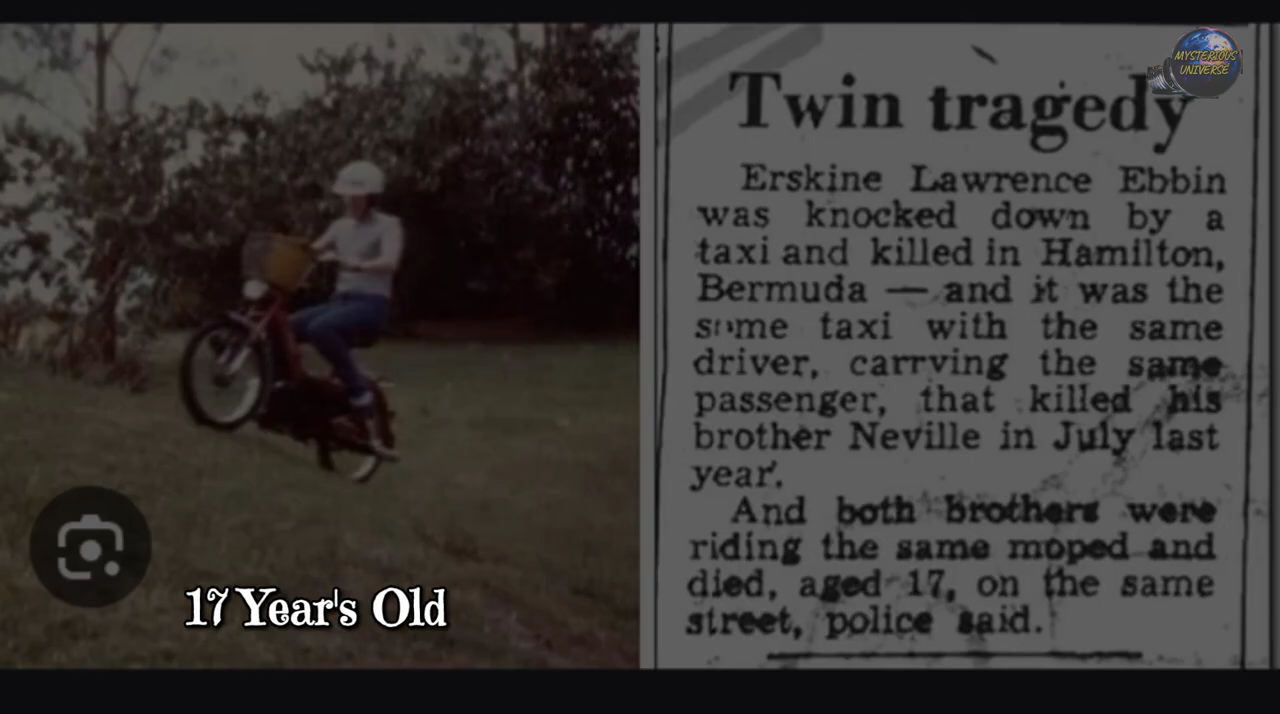 MYSTERIOUS
UNIVERSE
Twin tragedy
Erskine Lawrence Ebbin
was knocked down by a
taxi and killed in Hamilton,
Bermuda — and it was the
same taxi with the same
driver, carrying the same
passenger, that killed his
brother Neville in July last
year.
And both brothers were
riding the same moped and
died, aged 17, on the same
street, police said.
17 Year's Old